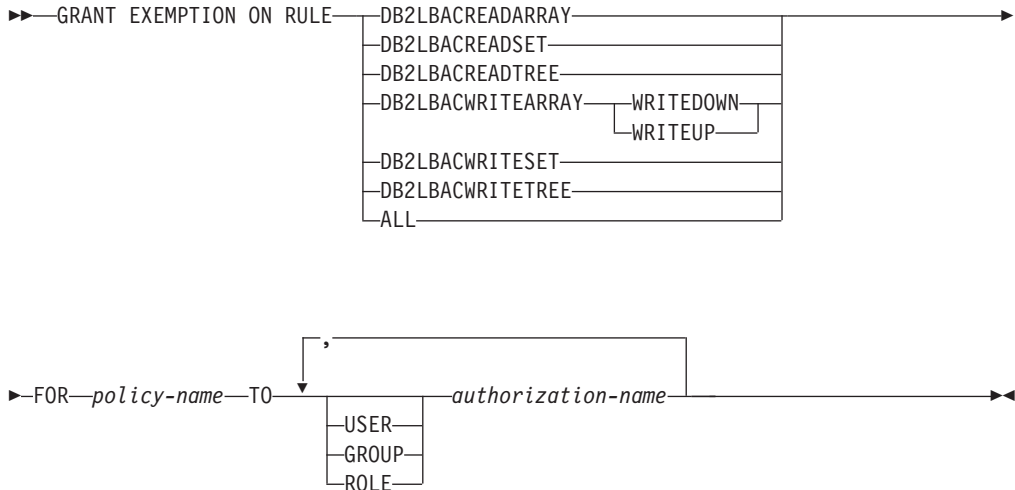 GRANT EXEMPTION ON RULE DB2LBACREADARRAY
DB2LBACREADSET
DB2LBACREADTREE
DB2LBACWRITEARRAY WRITEDOWN
WRITEUP
DB2LBACWRITESET
DB2LBACWRITETREE
ALL
,
FOR policy-name TO authorization-name
USER
GROUP
ROLE